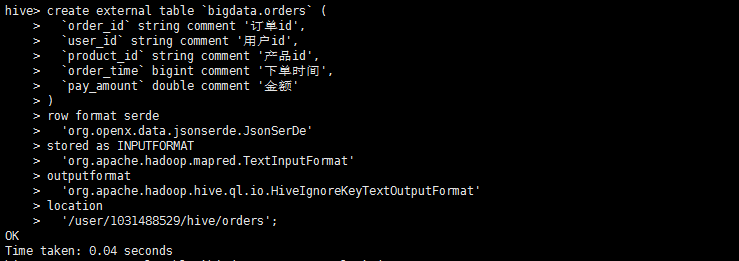 hive> create external table `bigdata.orders` (
    >   `order_id` string comment '订单id',
    >   `user_id` string comment '用户id',
    >   `product_id` string comment '产品id',
    >   `order_time` bigint comment '下单时间',
    >   `pay_amount` double comment '金额'
    > )
    > row format serde
    >   'org.openx.data.jsonserde.JsonSerDe'
    > stored as INPUTFORMAT
    >   'org.apache.hadoop.mapred.TextInputFormat'
    > outputformat
    >   'org.apache.hadoop.hive.ql.io.HiveIgnoreKeyTextOutputFormat'
    > location
    >   '/user/1031488529/hive/orders';
OK
Time taken: 0.04 seconds